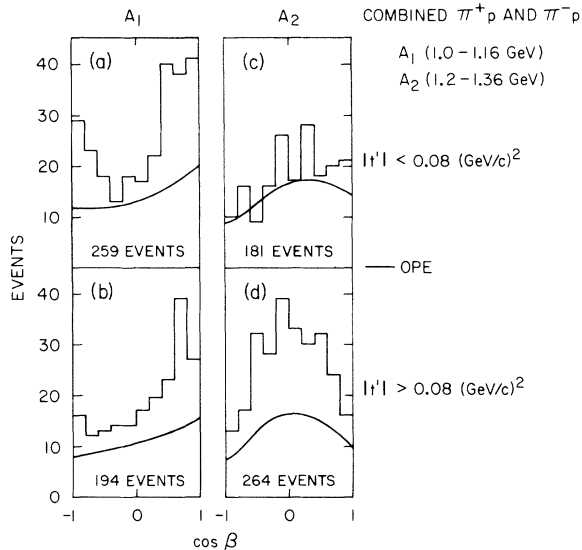 A₁
A₂
COMBINED π⁺p AND π⁻p
A₁ (1.0 – 1.16 GeV)
A₂ (1.2 – 1.36 GeV)
(a)
(c)
40
30
20
10
|t'| < 0.08 (GeV/c)²
259 EVENTS
181 EVENTS
— OPE
EVENTS
(b)
(d)
40
30
20
10
0
|t'| > 0.08 (GeV/c)²
194 EVENTS
264 EVENTS
-1
0
1
-1
0
1
cos β